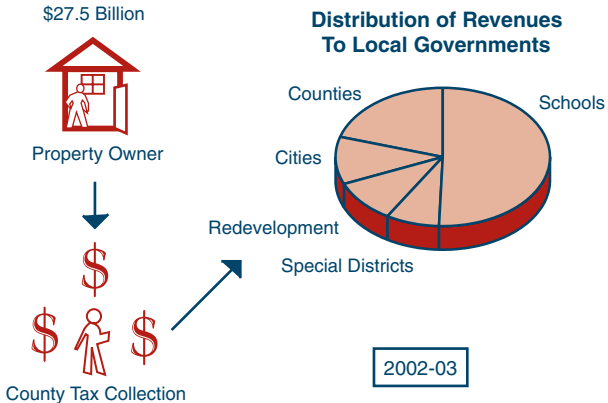 $27.5 Billion
Property Owner
$
$
$
County Tax Collection
Distribution of Revenues
To Local Governments
Counties
Schools
Cities
Redevelopment
Special Districts
2002-03